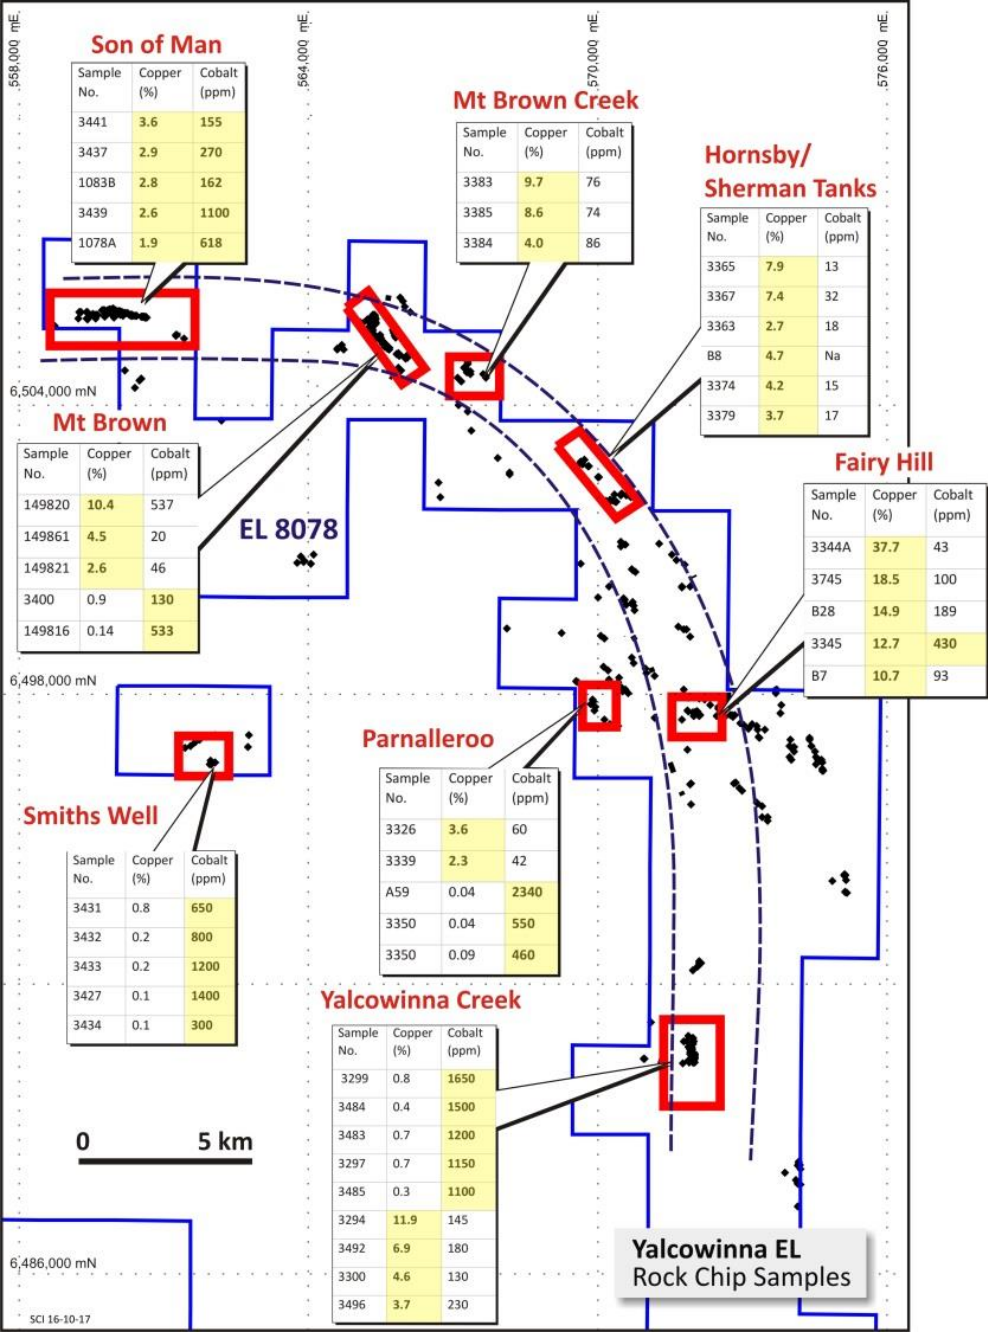 558,000 mE.
564,000 mE.
570,000 mE.
576,000 mE.
Son of Man
Sample No. Copper (%) Cobalt (ppm)
3441 3.6 155
3437 2.9 270
1083B 2.8 162
3439 2.6 1100
1078A 1.9 618
Mt Brown Creek
Sample No. Copper (%) Cobalt (ppm)
3383 9.7 76
3385 8.6 74
3384 4.0 86
Hornsby/
Sherman Tanks
Sample No. Copper (%) Cobalt (ppm)
3365 7.9 13
3367 7.4 32
3363 2.7 18
B8 4.7 Na
3374 4.2 15
3379 3.7 17
6,504,000 mN
Mt Brown
Sample No. Copper (%) Cobalt (ppm)
149820 10.4 537
149861 4.5 20
149821 2.6 46
3400 0.9 130
149816 0.14 533
EL 8078
Fairy Hill
Sample No. Copper (%) Cobalt (ppm)
3344A 37.7 43
3745 18.5 100
B28 14.9 189
3345 12.7 430
B7 10.7 93
6,498,000 mN
Parnalleroo
Sample No. Copper (%) Cobalt (ppm)
3326 3.6 60
3339 2.3 42
A59 0.04 2340
3350 0.04 550
3350 0.09 460
Smiths Well
Sample No. Copper (%) Cobalt (ppm)
3431 0.8 650
3432 0.2 800
3433 0.2 1200
3427 0.1 1400
3434 0.1 300
Yalcowinna Creek
Sample No. Copper (%) Cobalt (ppm)
3299 0.8 1650
3484 0.4 1500
3483 0.7 1200
3297 0.7 1150
3485 0.3 1100
3294 11.9 145
3492 6.9 180
3300 4.6 130
3496 3.7 230
0 5 km
6,486,000 mN
Yalcowinna EL
Rock Chip Samples
SCI 16-10-17